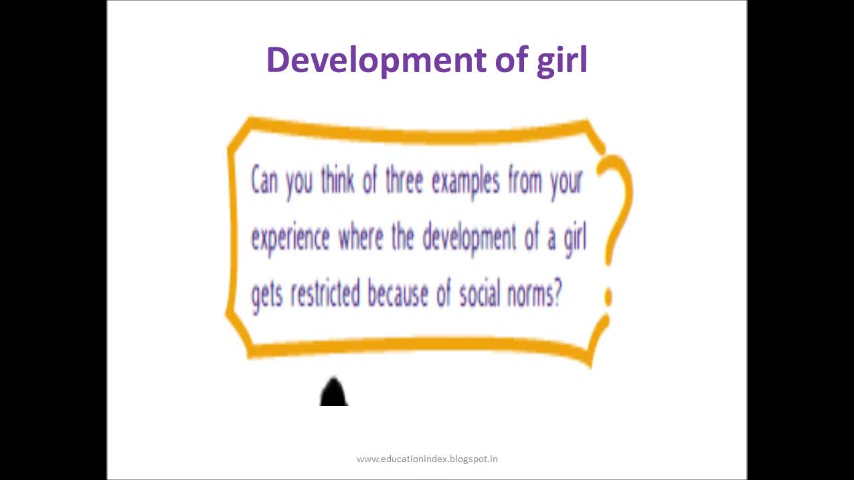 Development of girl
Can you think of three examples from your
experience where the development of a girl
gets restricted because of social norms?
www.educationindex.blogspot.in